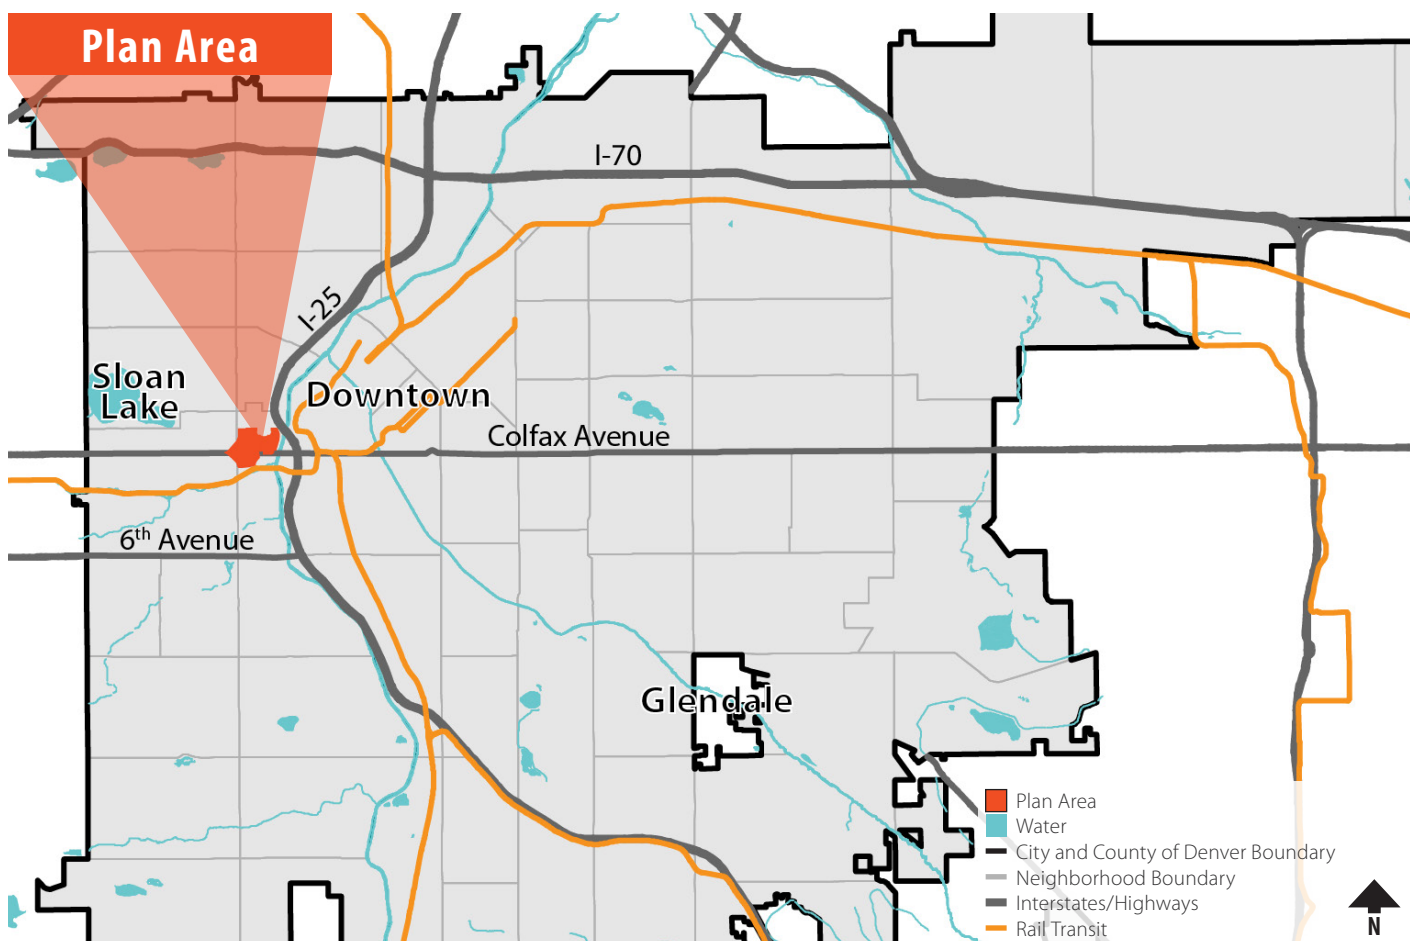 Plan Area
I-70
I-25
Sloan
Lake
Downtown
Colfax Avenue
6th Avenue
Glendale
Plan Area
Water
City and County of Denver Boundary
Neighborhood Boundary
Interstates/Highways
Rail Transit
N